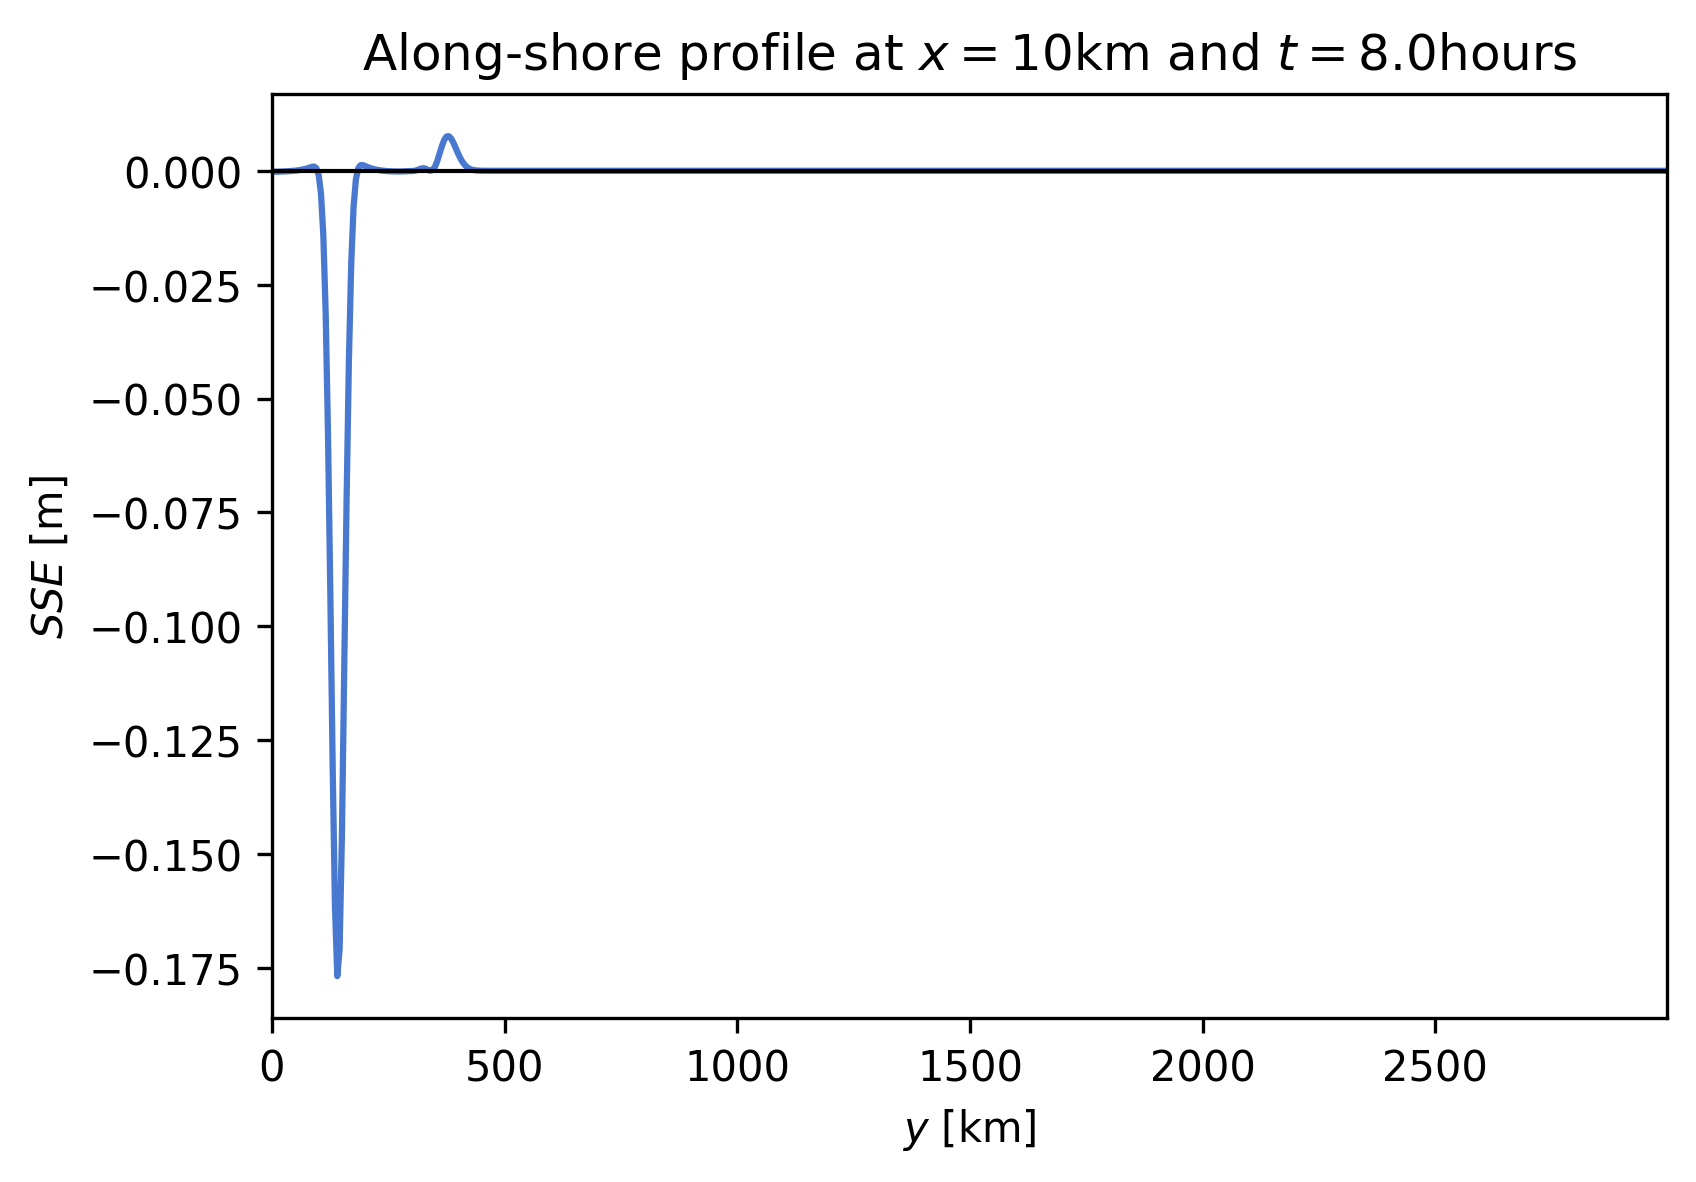 Along-shore profile at x = 10km and t = 8.0hours
0.000
−0.025
−0.050
−0.075
−0.100
−0.125
−0.150
−0.175
SSE [m]
0 500 1000 1500 2000 2500
y [km]